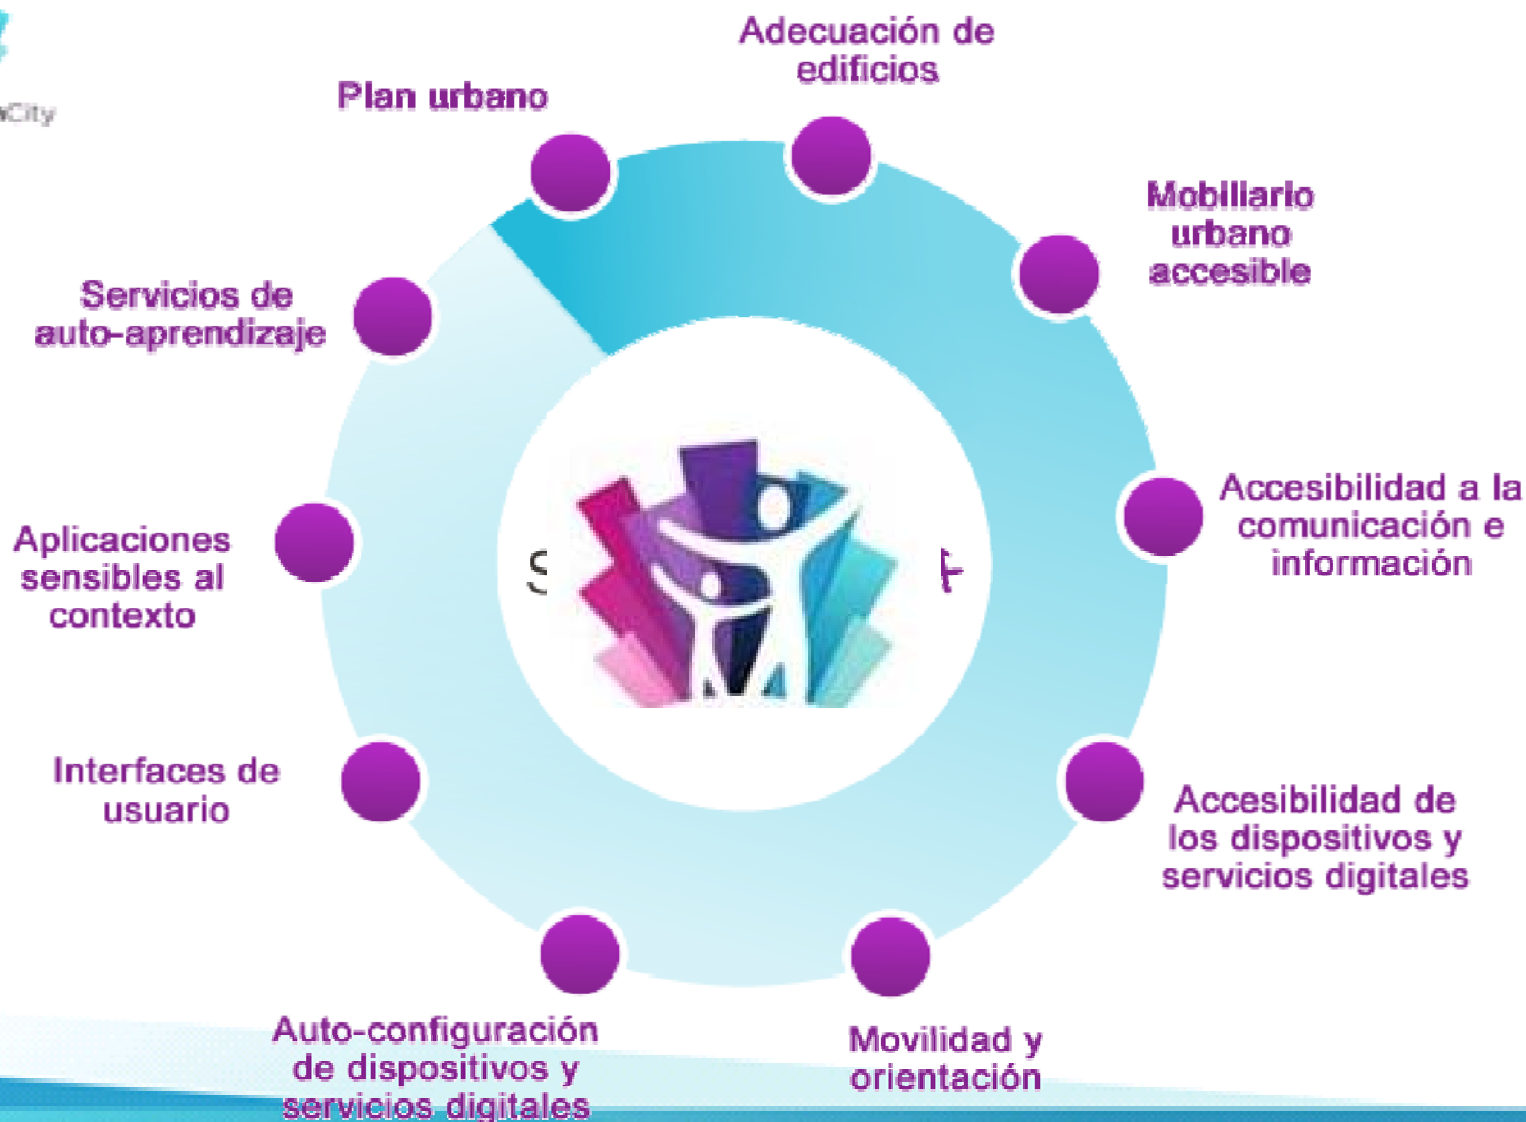 City
Plan urbano
Adecuación de
edificios
Mobiliario
urbano
accesible
Accesibilidad a la
comunicación e
información
Accesibilidad de
los dispositivos y
servicios digitales
Movilidad y
orientación
Auto-configuración
de dispositivos y
servicios digitales
Interfaces de
usuario
Aplicaciones
sensibles al
contexto
Servicios de
auto-aprendizaje